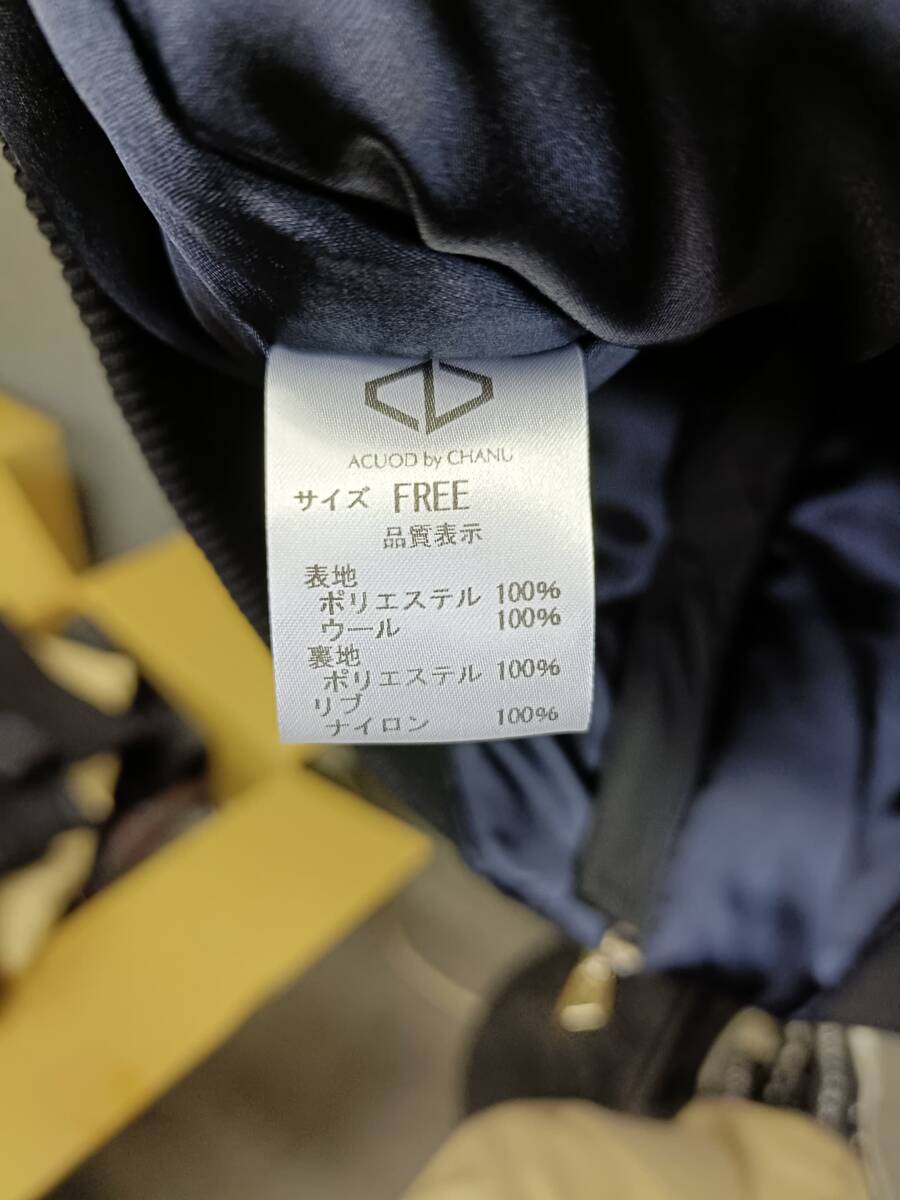 ACUOD by CHANU
サイズ FREE
品質表示
表地
ポリエステル 100%
ウール 100%
裏地
ポリエステル 100%
リブ
ナイロン 100%